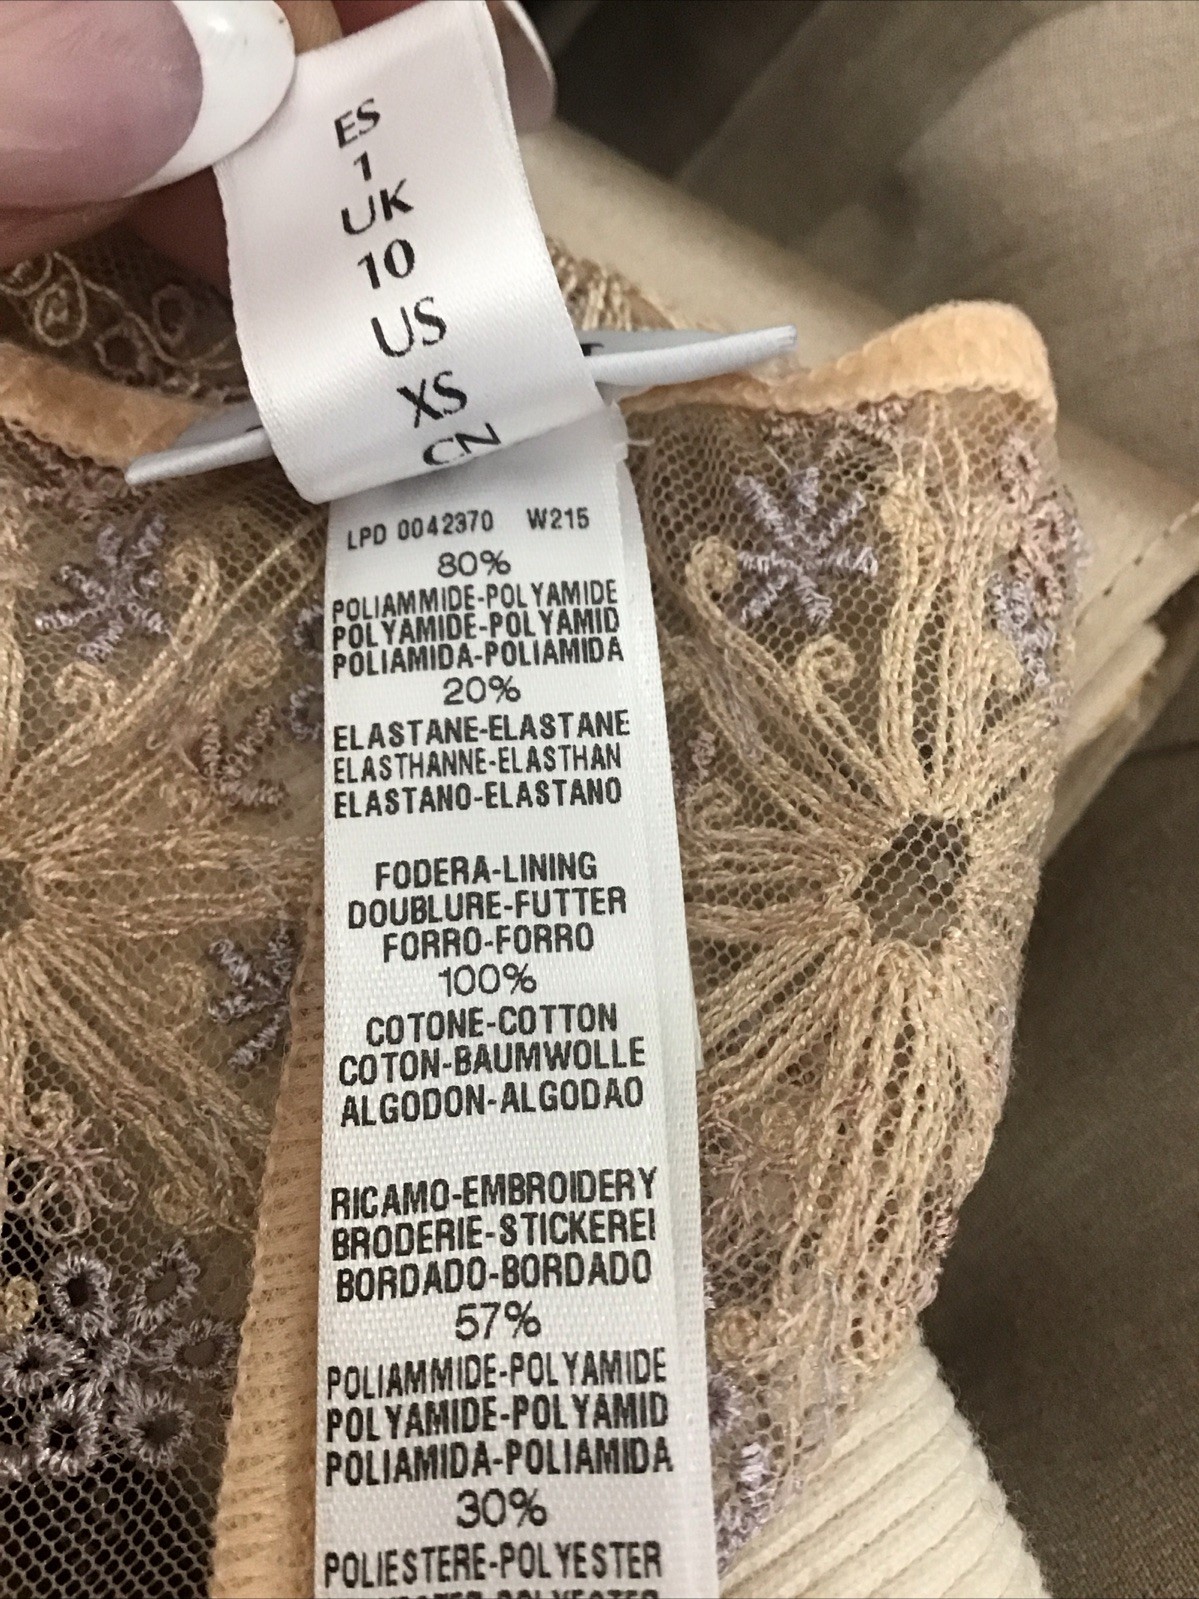 ES
1
UK
10
US
XS
CN
LPD 0042370 W215
80%
POLIAMMIDE-POLYAMIDE
POLYAMIDE-POLYAMID
POLIAMIDA-POLIAMIDA
20%
ELASTANE-ELASTANE
ELASTHANNE-ELASTHAN
ELASTANO-ELASTANO
FODERA-LINING
DOUBLURE-FUTTER
FORRO-FORRO
100%
COTONE-COTTON
COTON-BAUMWOLLE
ALGODON-ALGODAO
RICAMO-EMBROIDERY
BRODERIE-STICKEREI
BORDADO-BORDADO
57%
POLIAMMIDE-POLYAMIDE
POLYAMIDE-POLYAMID
POLIAMIDA-POLIAMIDA
30%
POLIESTERE-POLYESTER